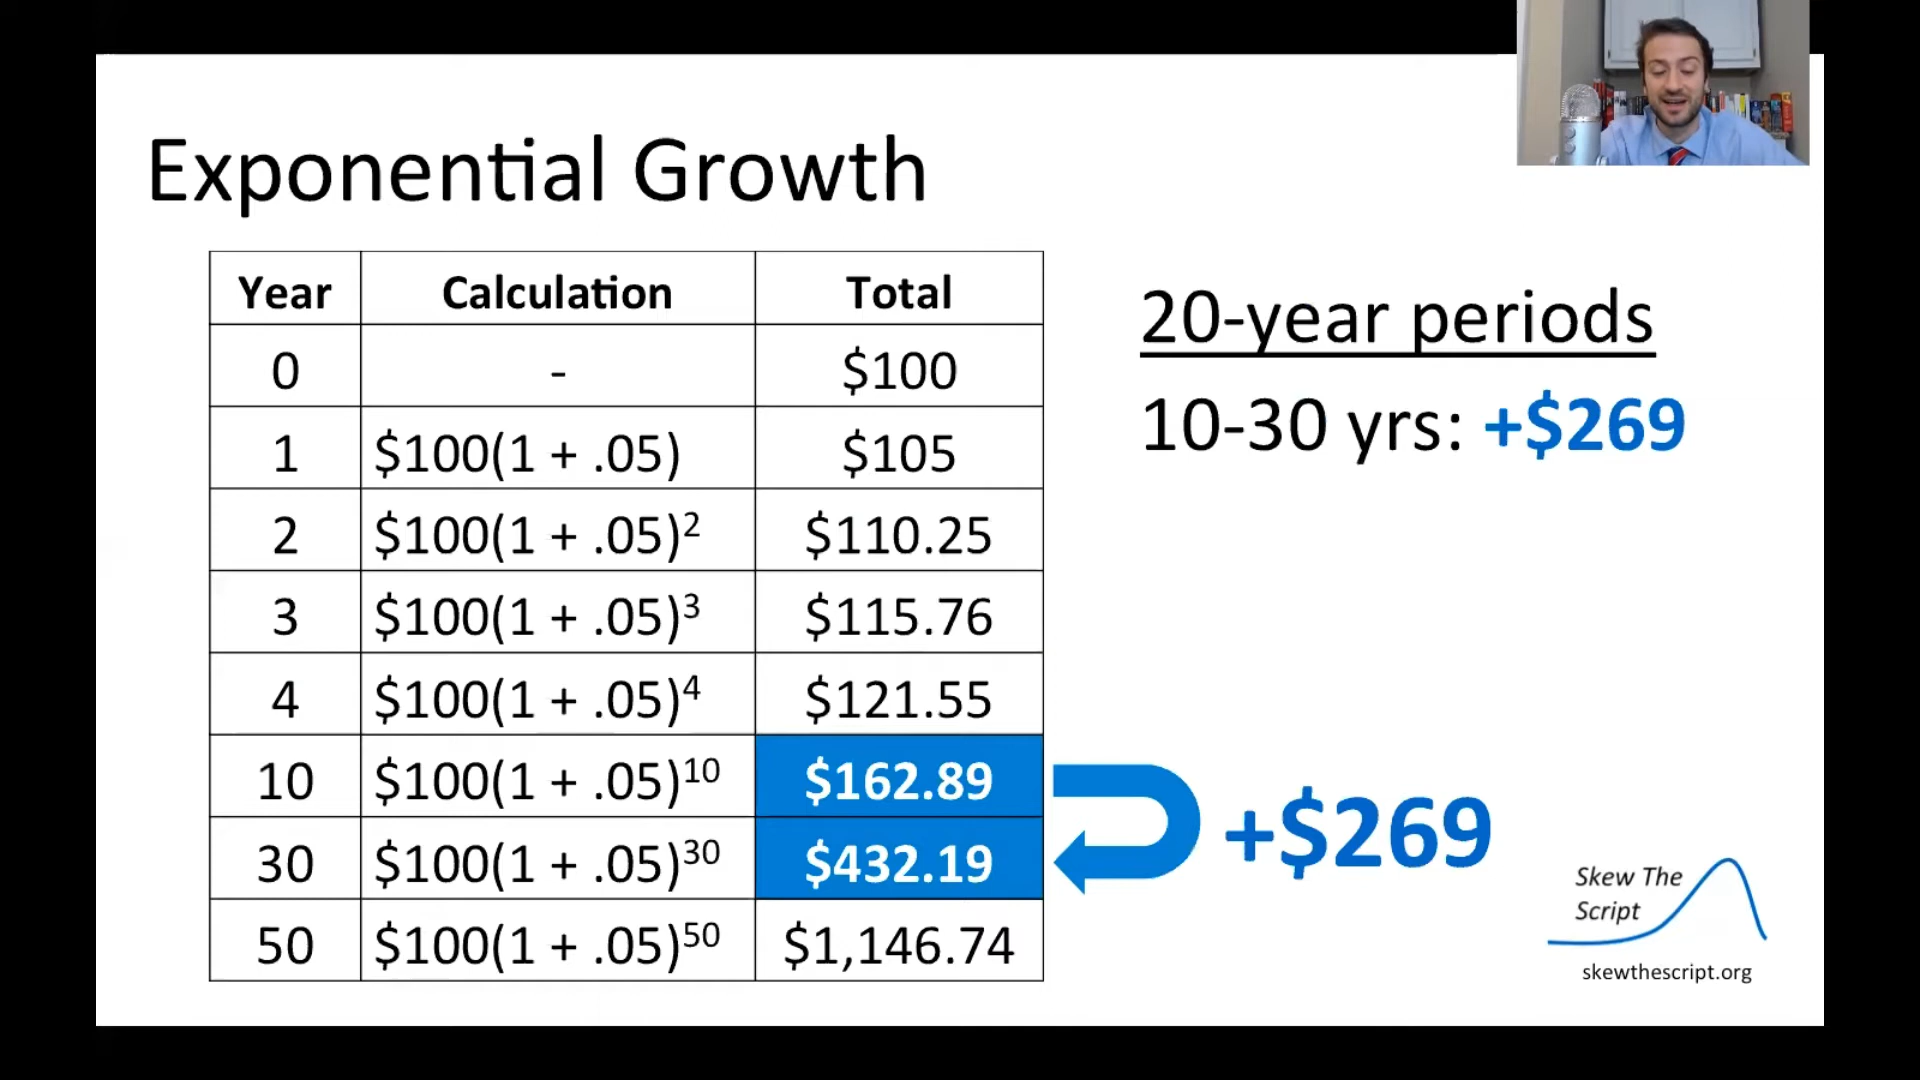 Exponential Growth
Year Calculation Total
0 - $100
1 $100(1 + .05) $105
2 $100(1 + .05)² $110.25
3 $100(1 + .05)³ $115.76
4 $100(1 + .05)⁴ $121.55
10 $100(1 + .05)¹⁰ $162.89
30 $100(1 + .05)³⁰ $432.19
50 $100(1 + .05)⁵⁰ $1,146.74
20-year periods
10-30 yrs: +$269
+$269
Skew The
Script
skewthescript.org